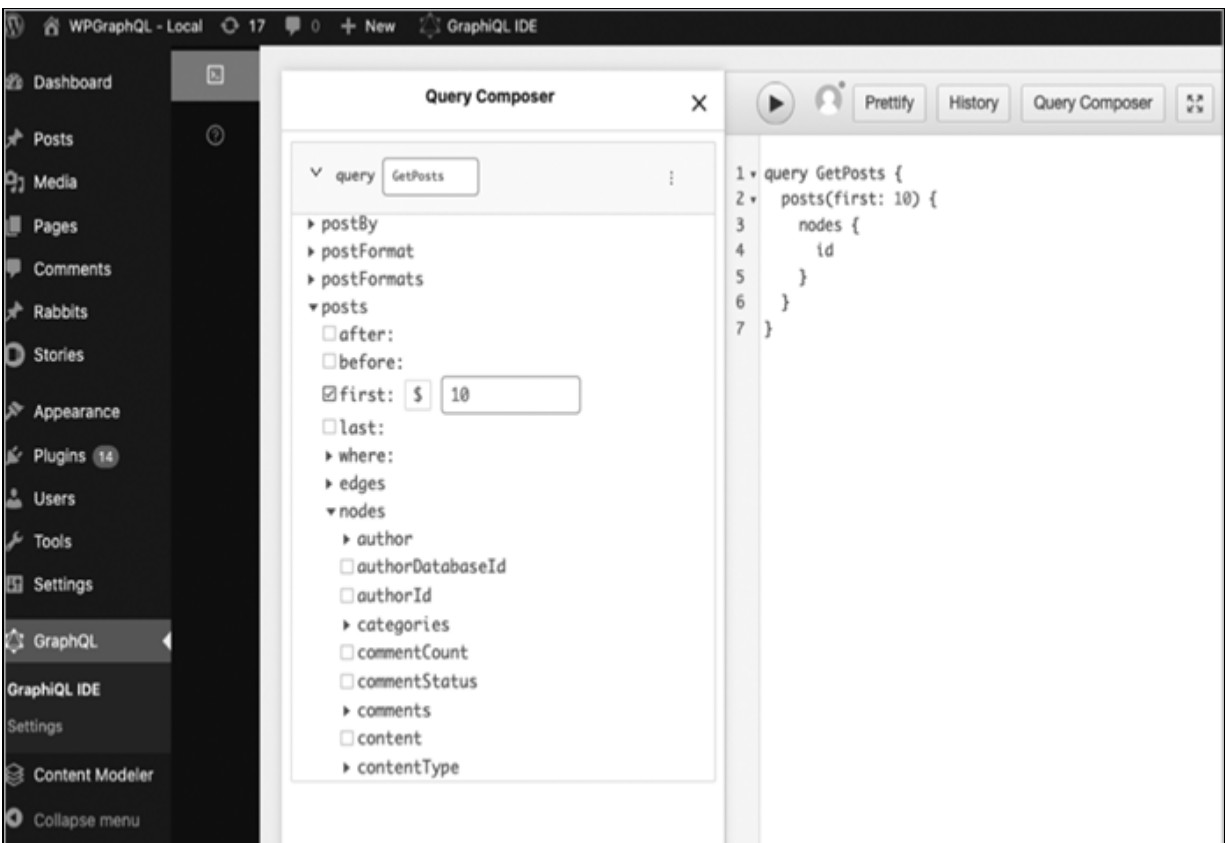 WPGraphQL - Local 17 0 + New GraphiQL IDE
Dashboard
Posts
Media
Pages
Comments
Rabbits
Stories
Appearance
Plugins 14
Users
Tools
Settings
GraphQL
GraphiQL IDE
Settings
Content Modeler
Collapse menu
Query Composer
query GetPosts
postBy
postFormat
postFormats
posts
after:
before:
first: $ 10
last:
where:
edges
nodes
author
authorDatabaseId
authorId
categories
commentCount
commentStatus
comments
content
contentType
Prettify History Query Composer
1 query GetPosts {
2 posts(first: 10) {
3 nodes {
4 id
5 }
6 }
7 }